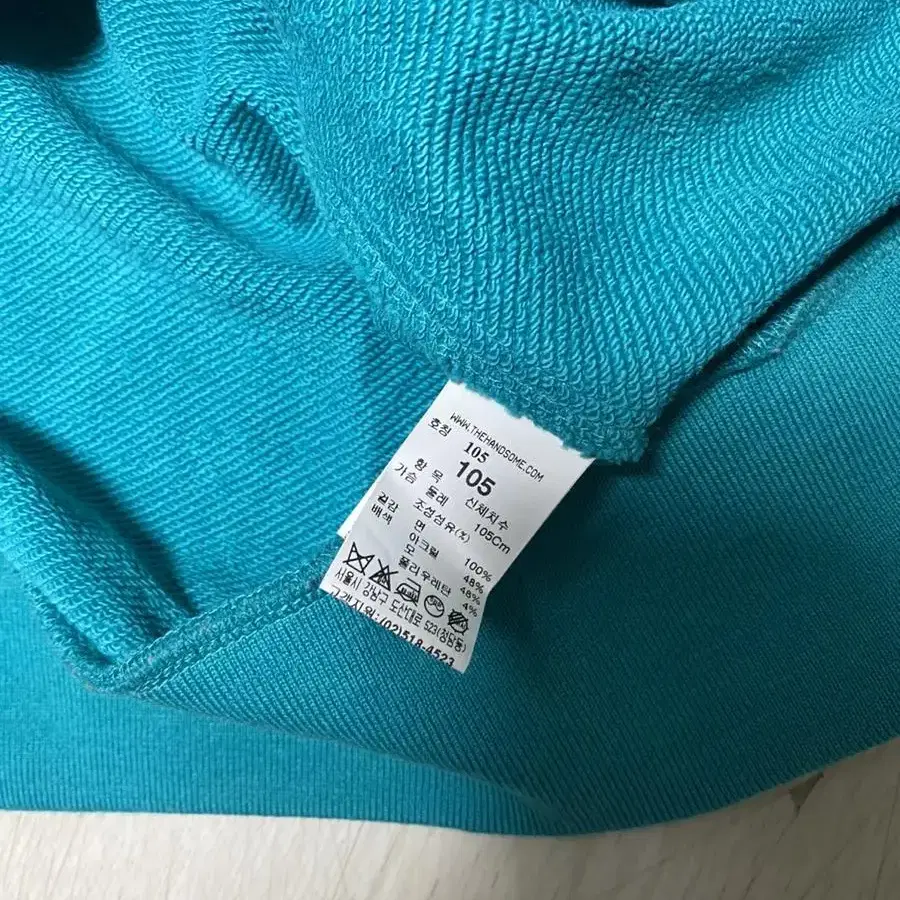 WWW.THEHANDSOME.COM
호칭 105
105
항 목 신체치수
가슴 둘레 105Cm
조성섬유(%)
겉감 면 100%
배색 아크릴 48%
모 48%
폴리우레탄 4%
서울시 강남구 도산대로 523(청담동)
고객지원:(02)518-4523